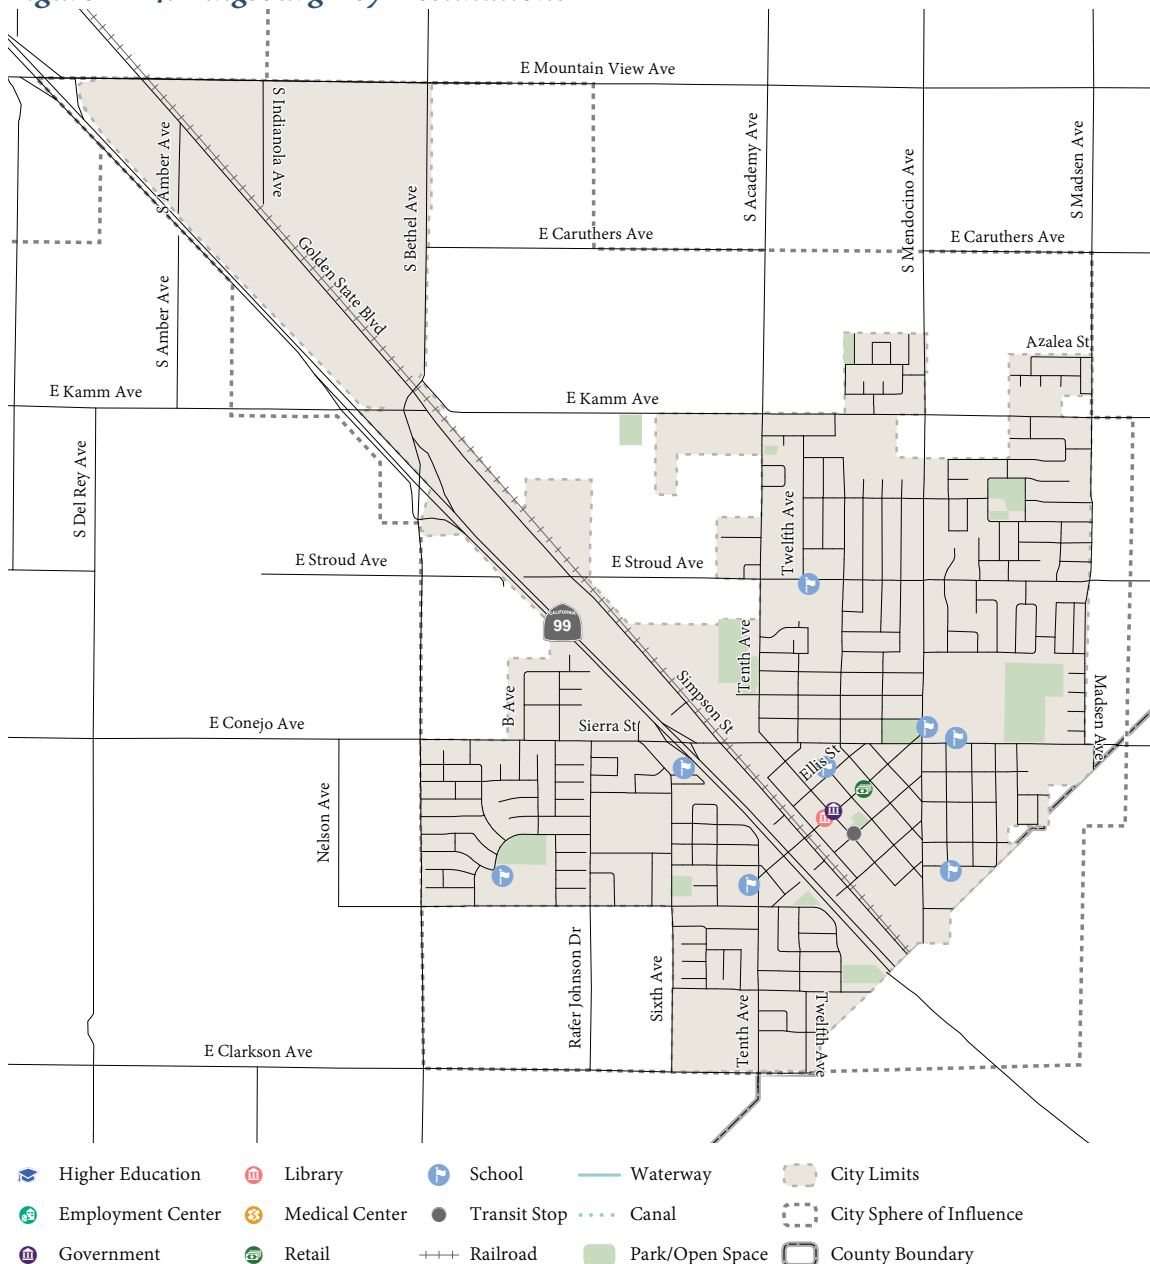 E Mountain View Ave
S Indianola Ave
S Amber Ave
S Academy Ave
S Madsen Ave
S Mendocino Ave
S Bethel Ave
E Caruthers Ave
E Caruthers Ave
Golden State Blvd
S Amber Ave
Azalea St
E Kamm Ave
E Kamm Ave
S Del Rey Ave
Twelfth Ave
E Stroud Ave
E Stroud Ave
CALIFORNIA
99
Tenth Ave
Simpson St
B Ave
Madsen Ave
E Conejo Ave
Sierra St
Ellis St
Nelson Ave
Rafer Johnson Dr
Sixth Ave
Tenth Ave
Twelfth Ave
E Clarkson Ave
Higher Education
Library
School
Waterway
City Limits
Employment Center
Medical Center
Transit Stop
Canal
City Sphere of Influence
Government
Retail
Railroad
Park/Open Space
County Boundary